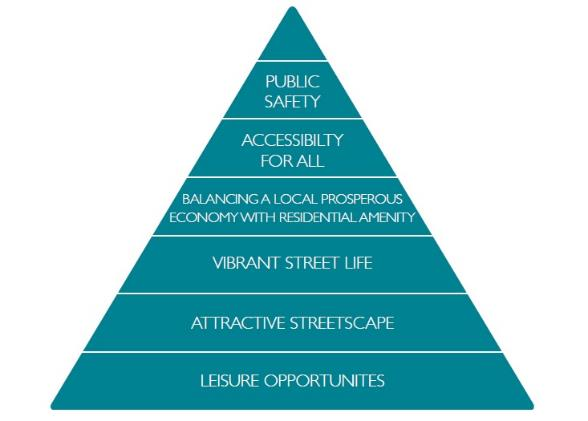 PUBLIC
SAFETY
ACCESSIBILTY
FOR ALL
BALANCING A LOCAL PROSPEROUS
ECONOMY WITH RESIDENTIAL AMENITY
VIBRANT STREET LIFE
ATTRACTIVE STREETSCAPE
LEISURE OPPORTUNITES